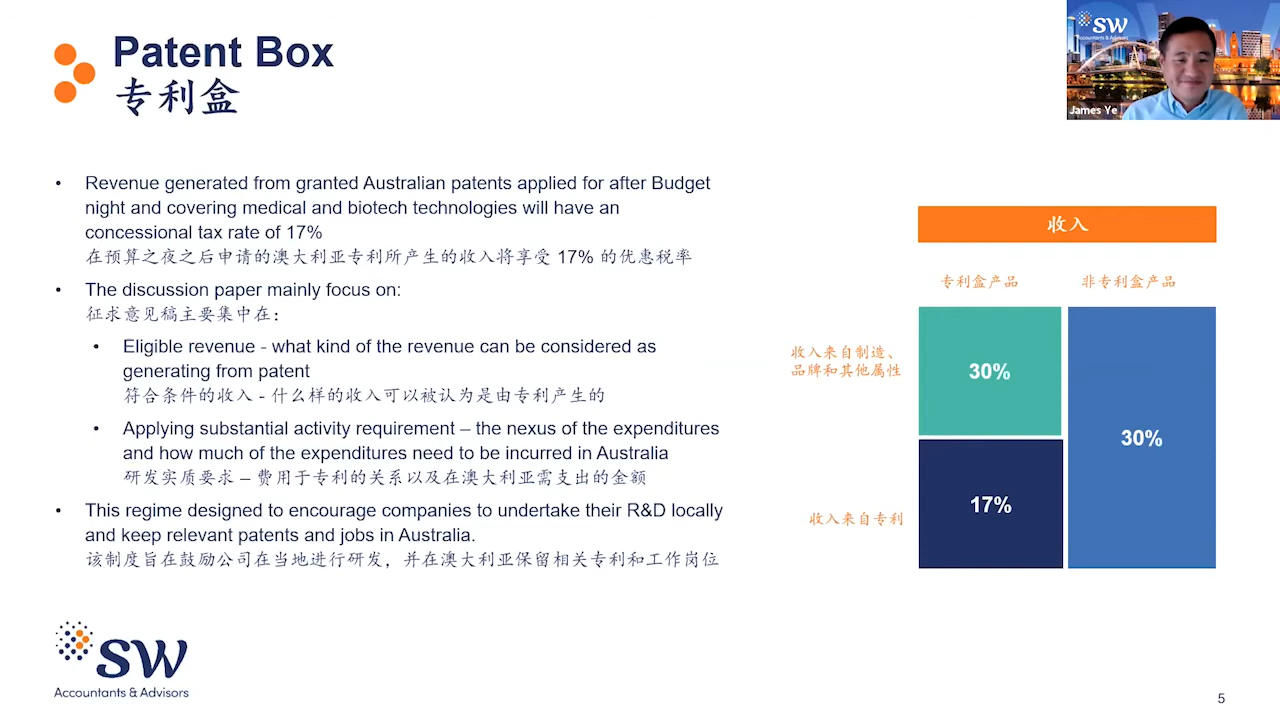 Patent Box
专利盒
SW
Accountants & Advisors
James Ye
• Revenue generated from granted Australian patents applied for after Budget
night and covering medical and biotech technologies will have an
concessional tax rate of 17%
在预算之夜之后申请的澳大利亚专利所产生的收入将享受 17% 的优惠税率
• The discussion paper mainly focus on:
征求意见稿主要集中在:
• Eligible revenue - what kind of the revenue can be considered as
generating from patent
符合条件的收入 - 什么样的收入可以被认为是由专利产生的
• Applying substantial activity requirement – the nexus of the expenditures
and how much of the expenditures need to be incurred in Australia
研发实质要求 – 费用于专利的关系以及在澳大利亚需支出的金额
• This regime designed to encourage companies to undertake their R&D locally
and keep relevant patents and jobs in Australia.
该制度旨在鼓励公司在当地进行研发，并在澳大利亚保留相关专利和工作岗位
收入
专利盒产品
非专利盒产品
收入来自制造、
品牌和其他属性
30%
30%
收入来自专利
17%
SW
Accountants & Advisors
5